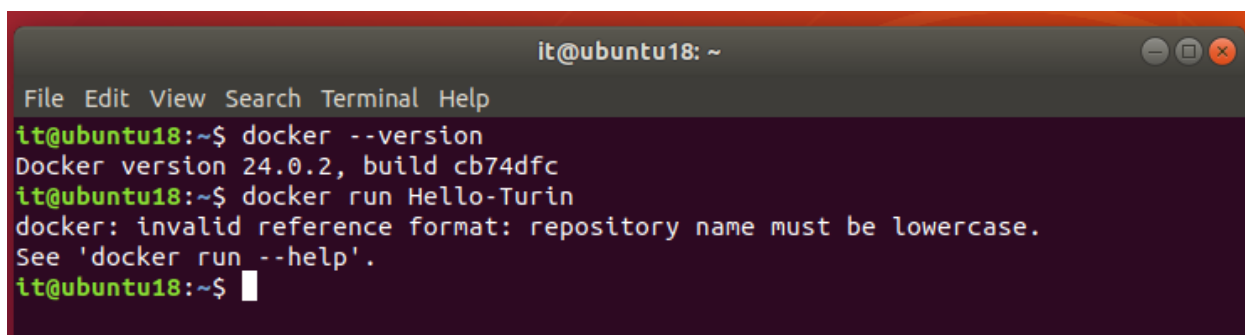 it@ubuntu18: ~
File Edit View Search Terminal Help
it@ubuntu18:~$ docker --version
Docker version 24.0.2, build cb74dfc
it@ubuntu18:~$ docker run Hello-Turin
docker: invalid reference format: repository name must be lowercase.
See 'docker run --help'.
it@ubuntu18:~$